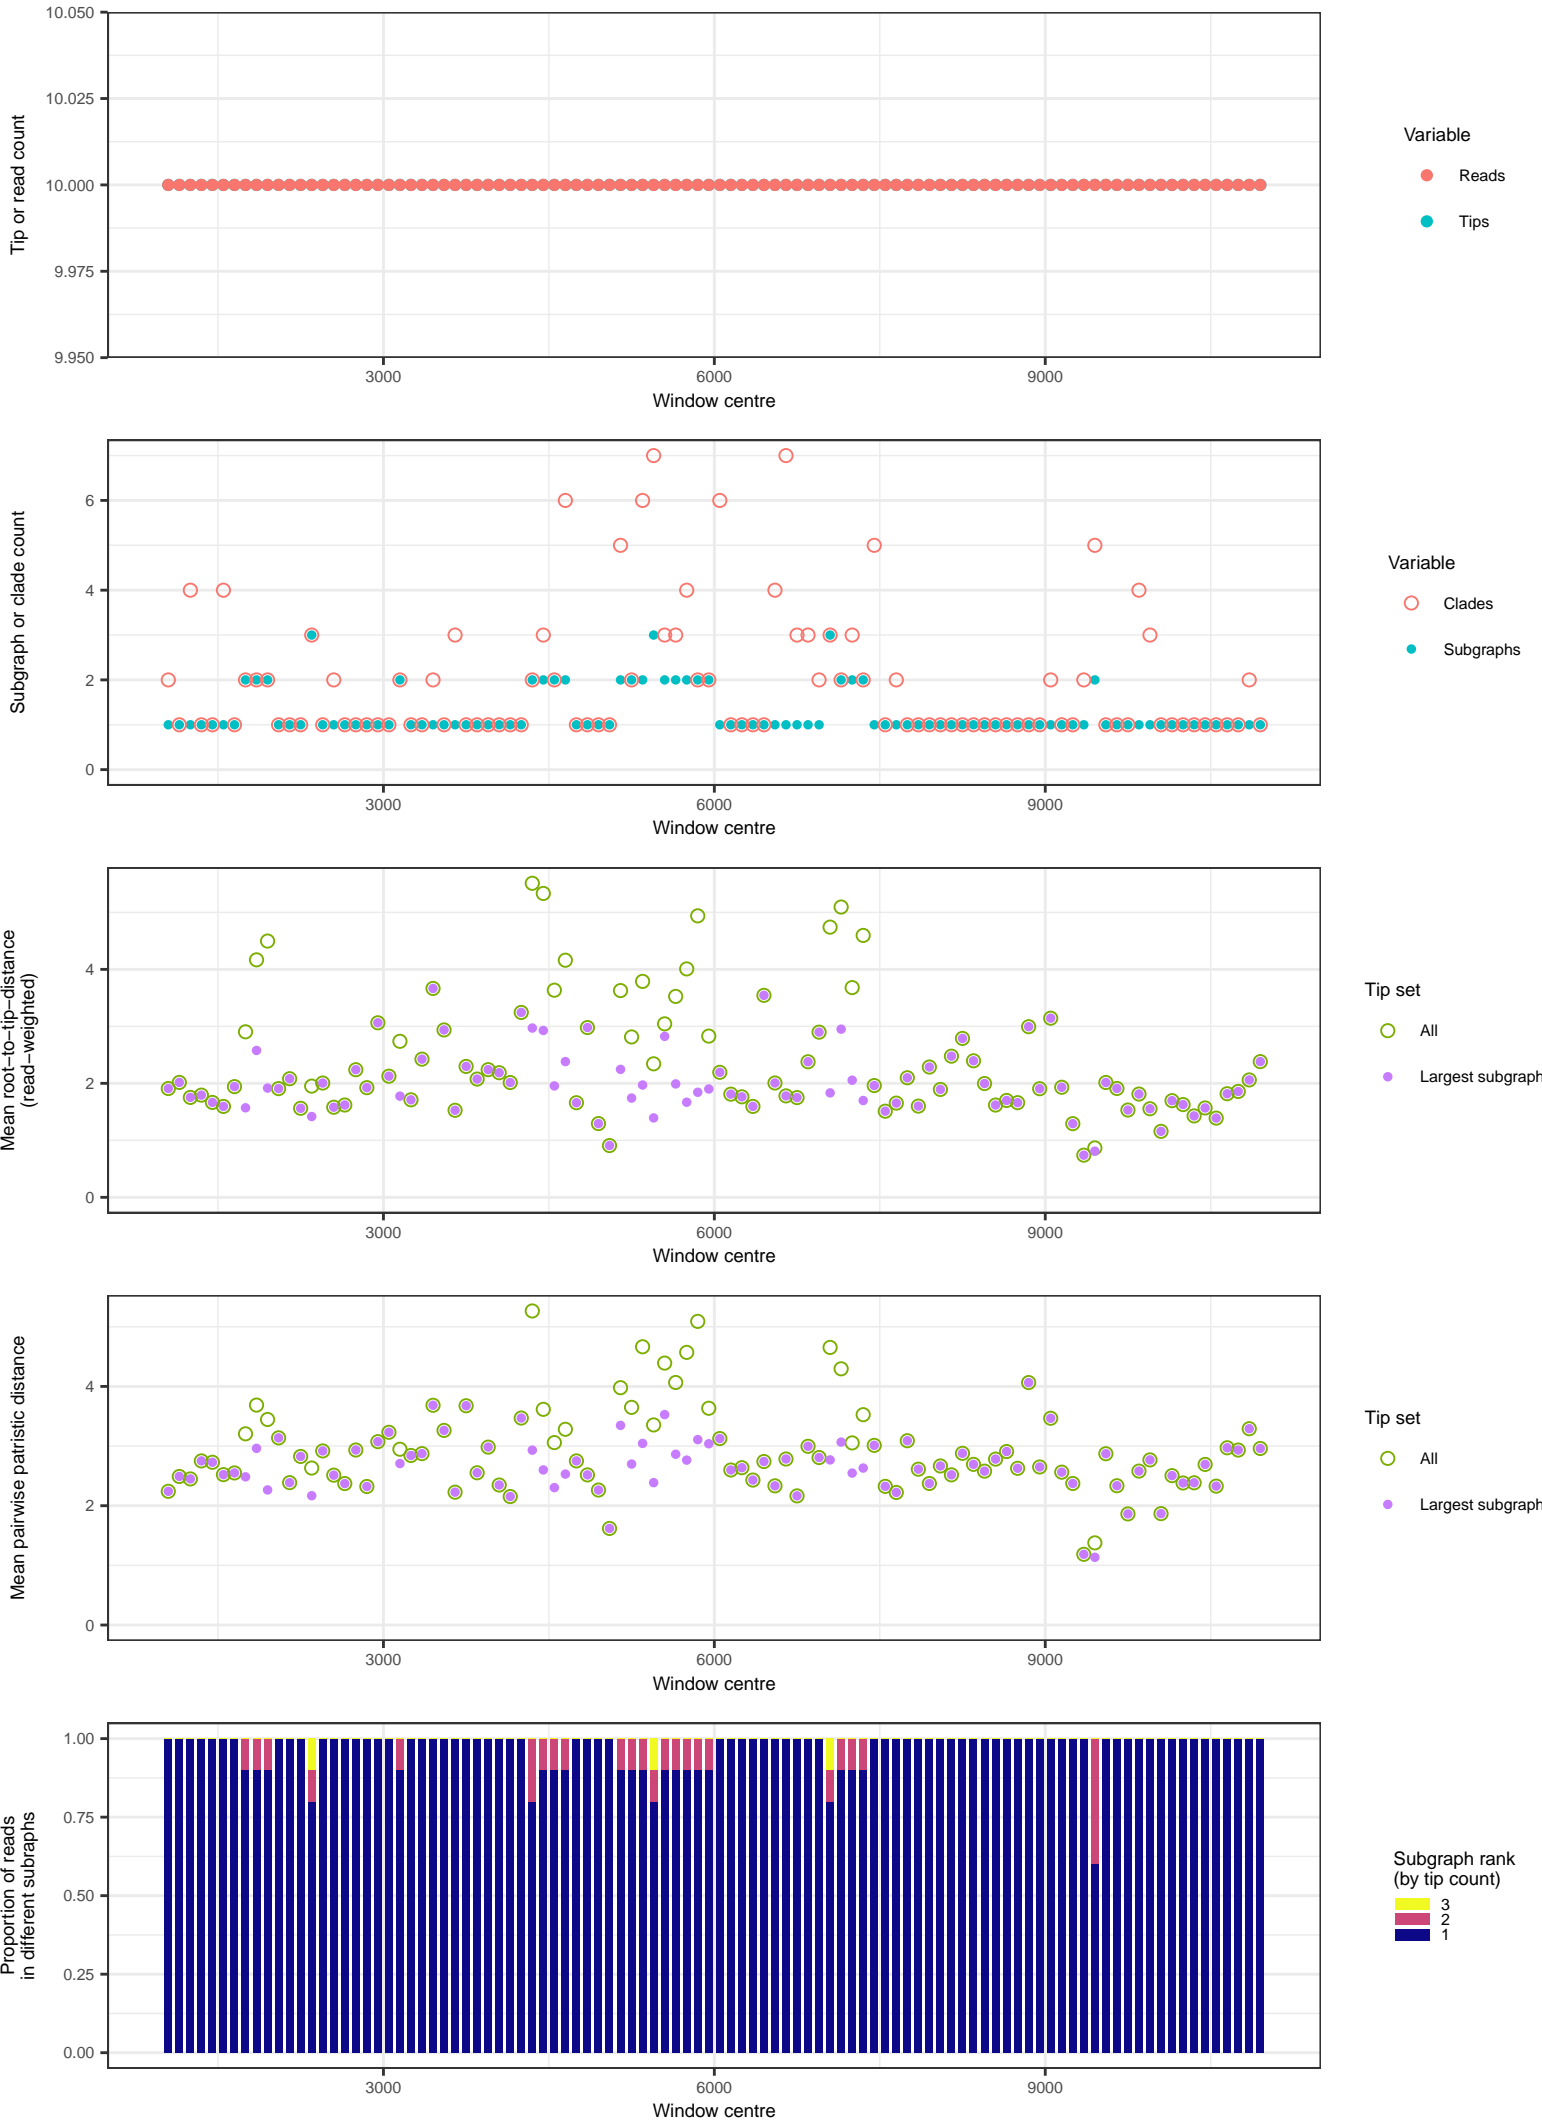 10.050
10.025
10.000
9.975
9.950
Tip or read count
3000 6000 9000
Window centre
Variable
Reads
Tips
6
4
2
0
Subgraph or clade count
3000 6000 9000
Window centre
Variable
Clades
Subgraphs
4
2
0
Mean root−to−tip−distance
(read−weighted)
3000 6000 9000
Window centre
Tip set
All
Largest subgraph
4
2
0
Mean pairwise patristic distance
3000 6000 9000
Window centre
Tip set
All
Largest subgraph
1.00
0.75
0.50
0.25
0.00
Proportion of reads
in different subraphs
3000 6000 9000
Window centre
Subgraph rank
(by tip count)
3
2
1